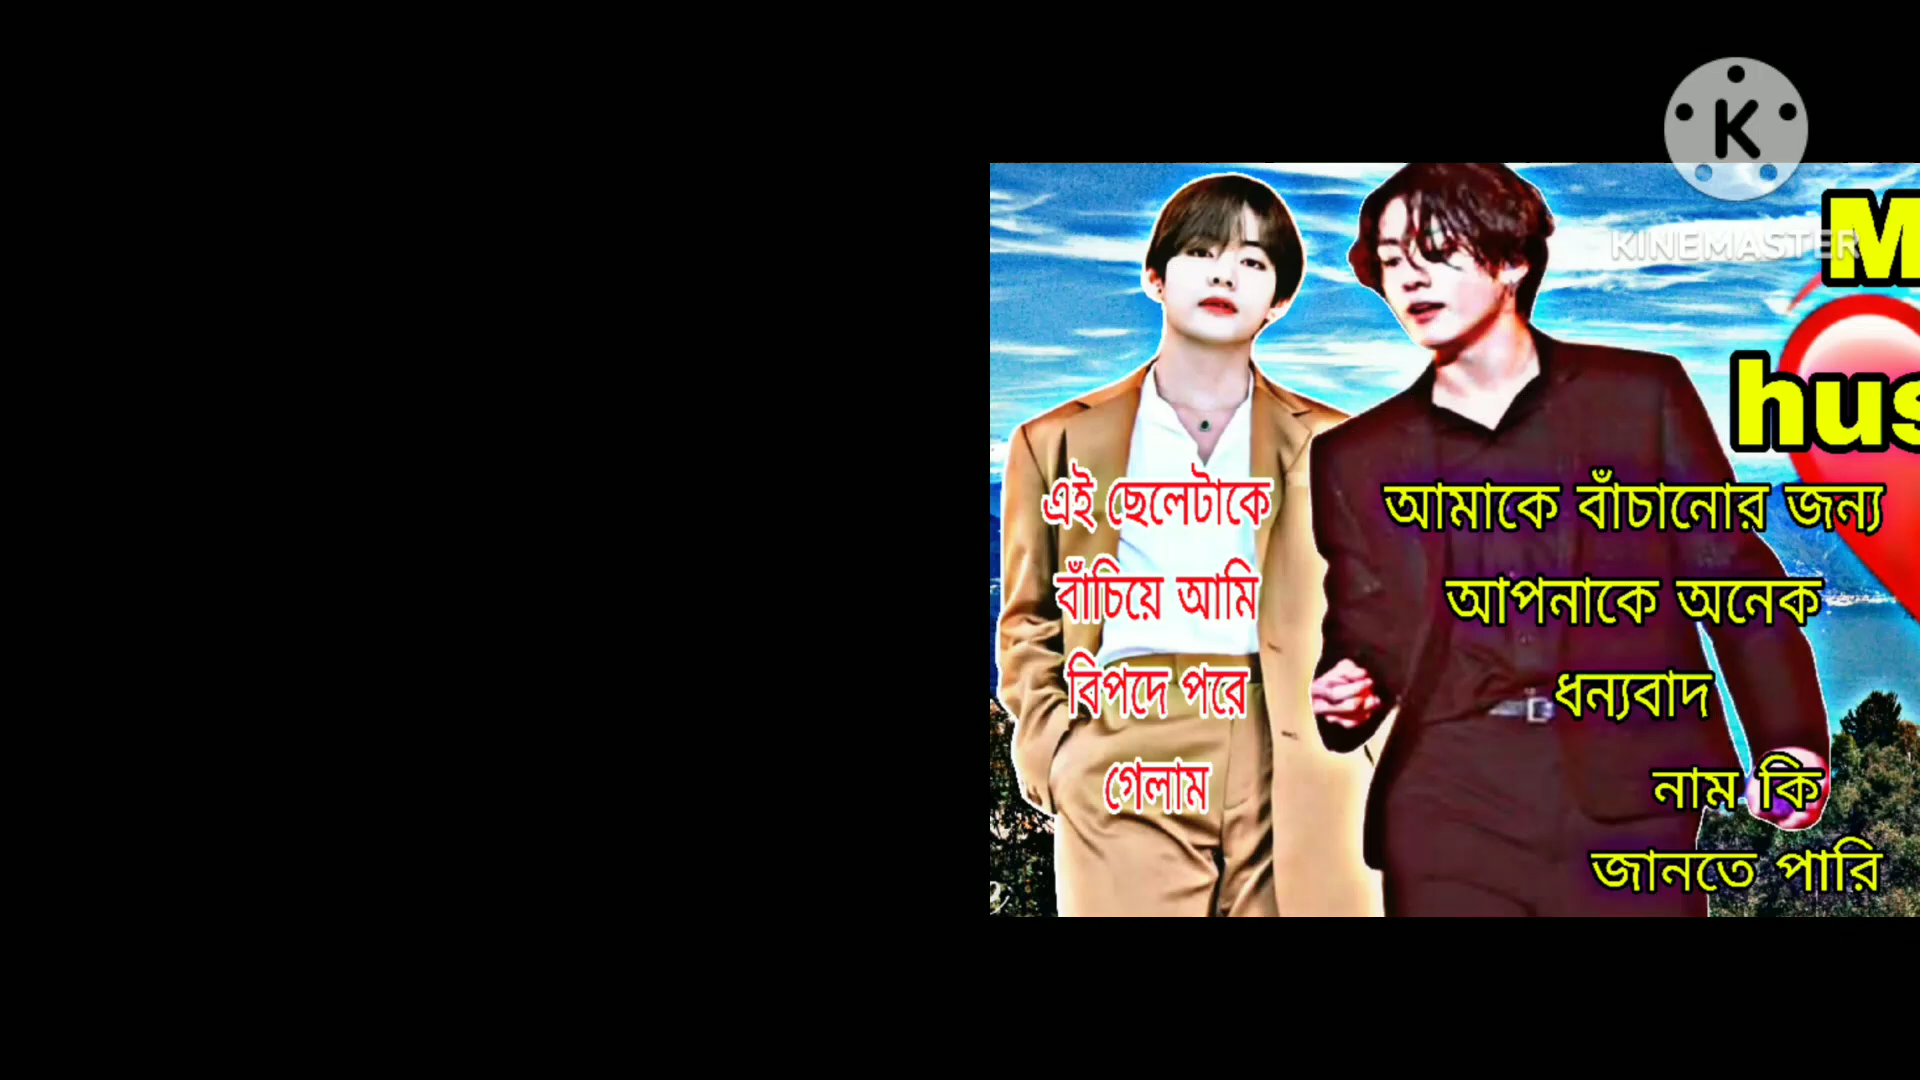 K
KINEMASTER
M
hus
এই ছেলেটাকে
বাঁচিয়ে আমি
বিপদে পরে
গেলাম
আমাকে বাঁচানোর জন্য
আপনাকে অনেক
ধন্যবাদ
নাম কি
জানতে পারি